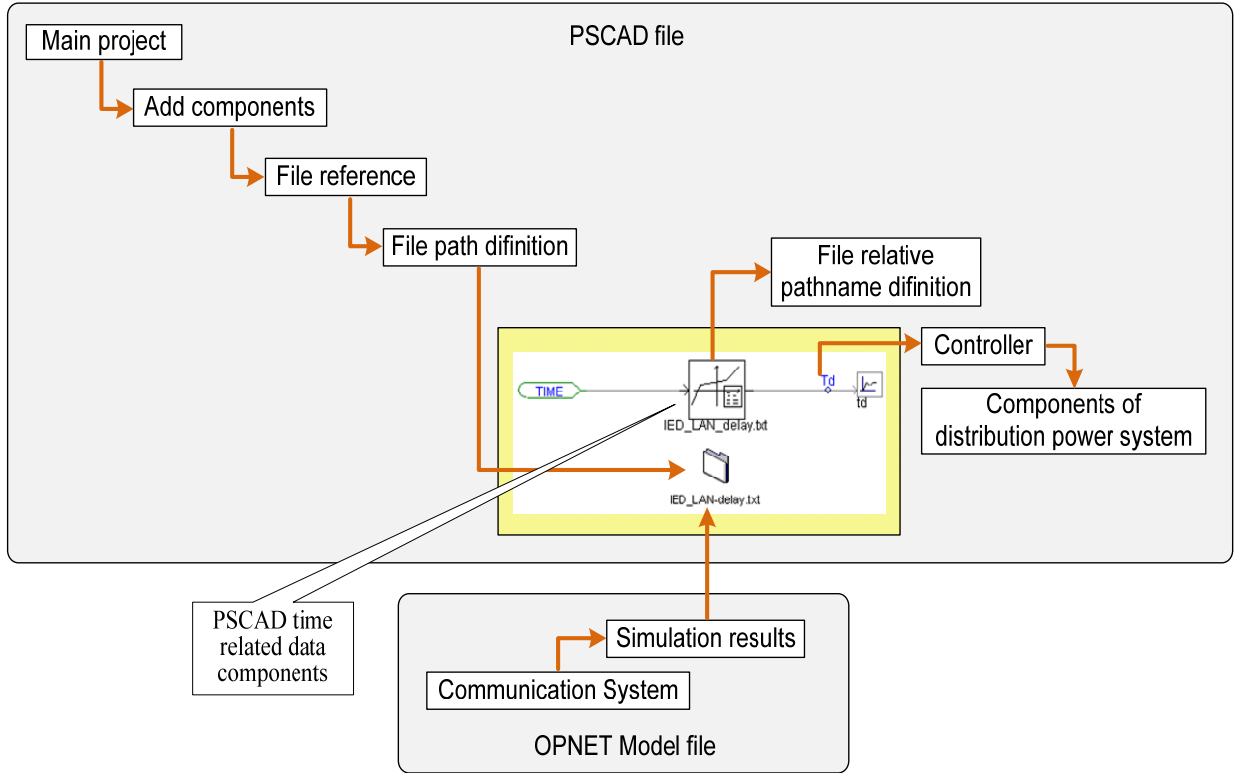 PSCAD file
Main project
Add components
File reference
File path difinition
File relative
pathname difinition
Controller
Components of
distribution power system
TIME
Td
td
IED_LAN_delay.txt
IED_LAN-delay.txt
PSCAD time
related data
components
Simulation results
Communication System
OPNET Model file